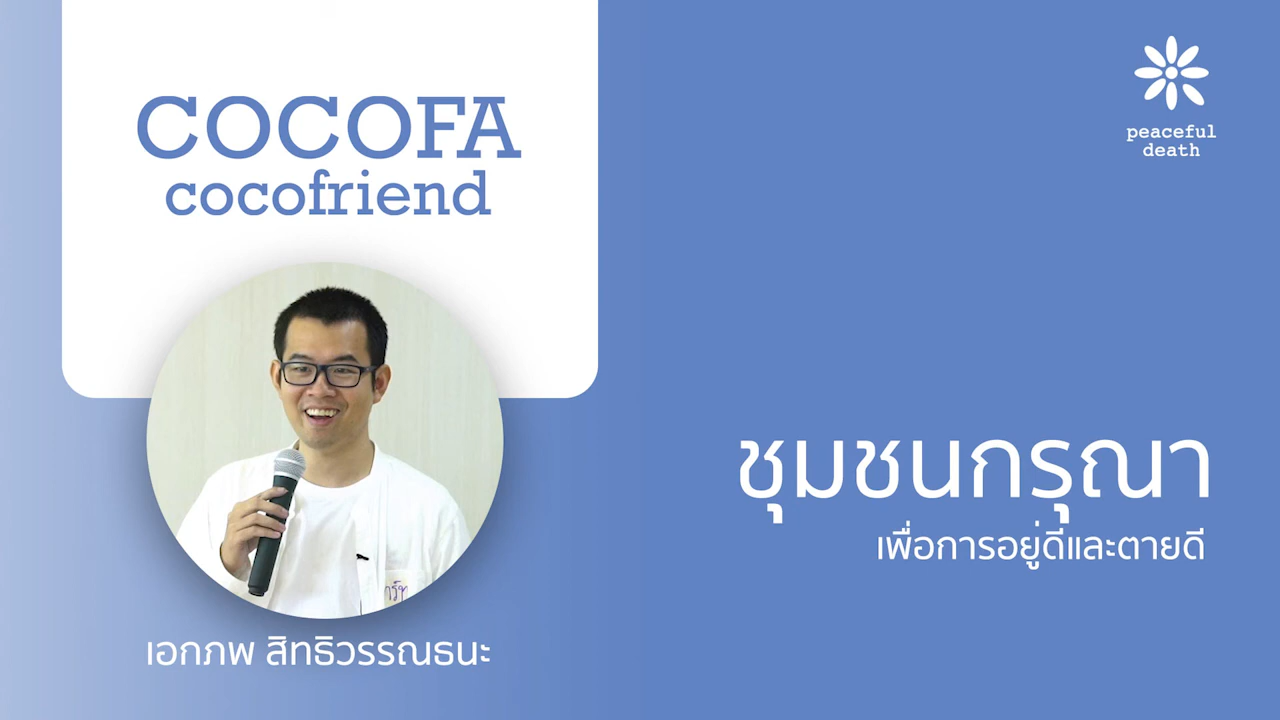 COCOFA
cocofriend
peaceful
death
ชุมชนกรุณา
เพื่อการอยู่ดีและตายดี
เอกภพ สิทธิวรรณธนะ